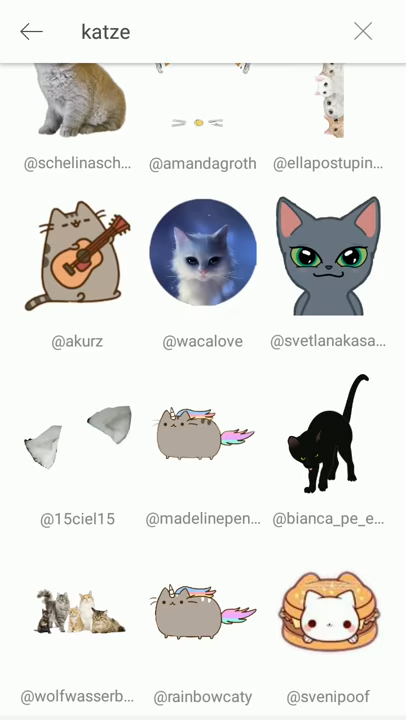 katze
@schelinasch...
@amandagroth
@ellapostupin...
@akurz
@wacalove
@svetlanakasa...
@15ciel15
@madelinepen...
@bianca_pe_e...
@wolfwasserb...
@rainbowcaty
@svenipoof